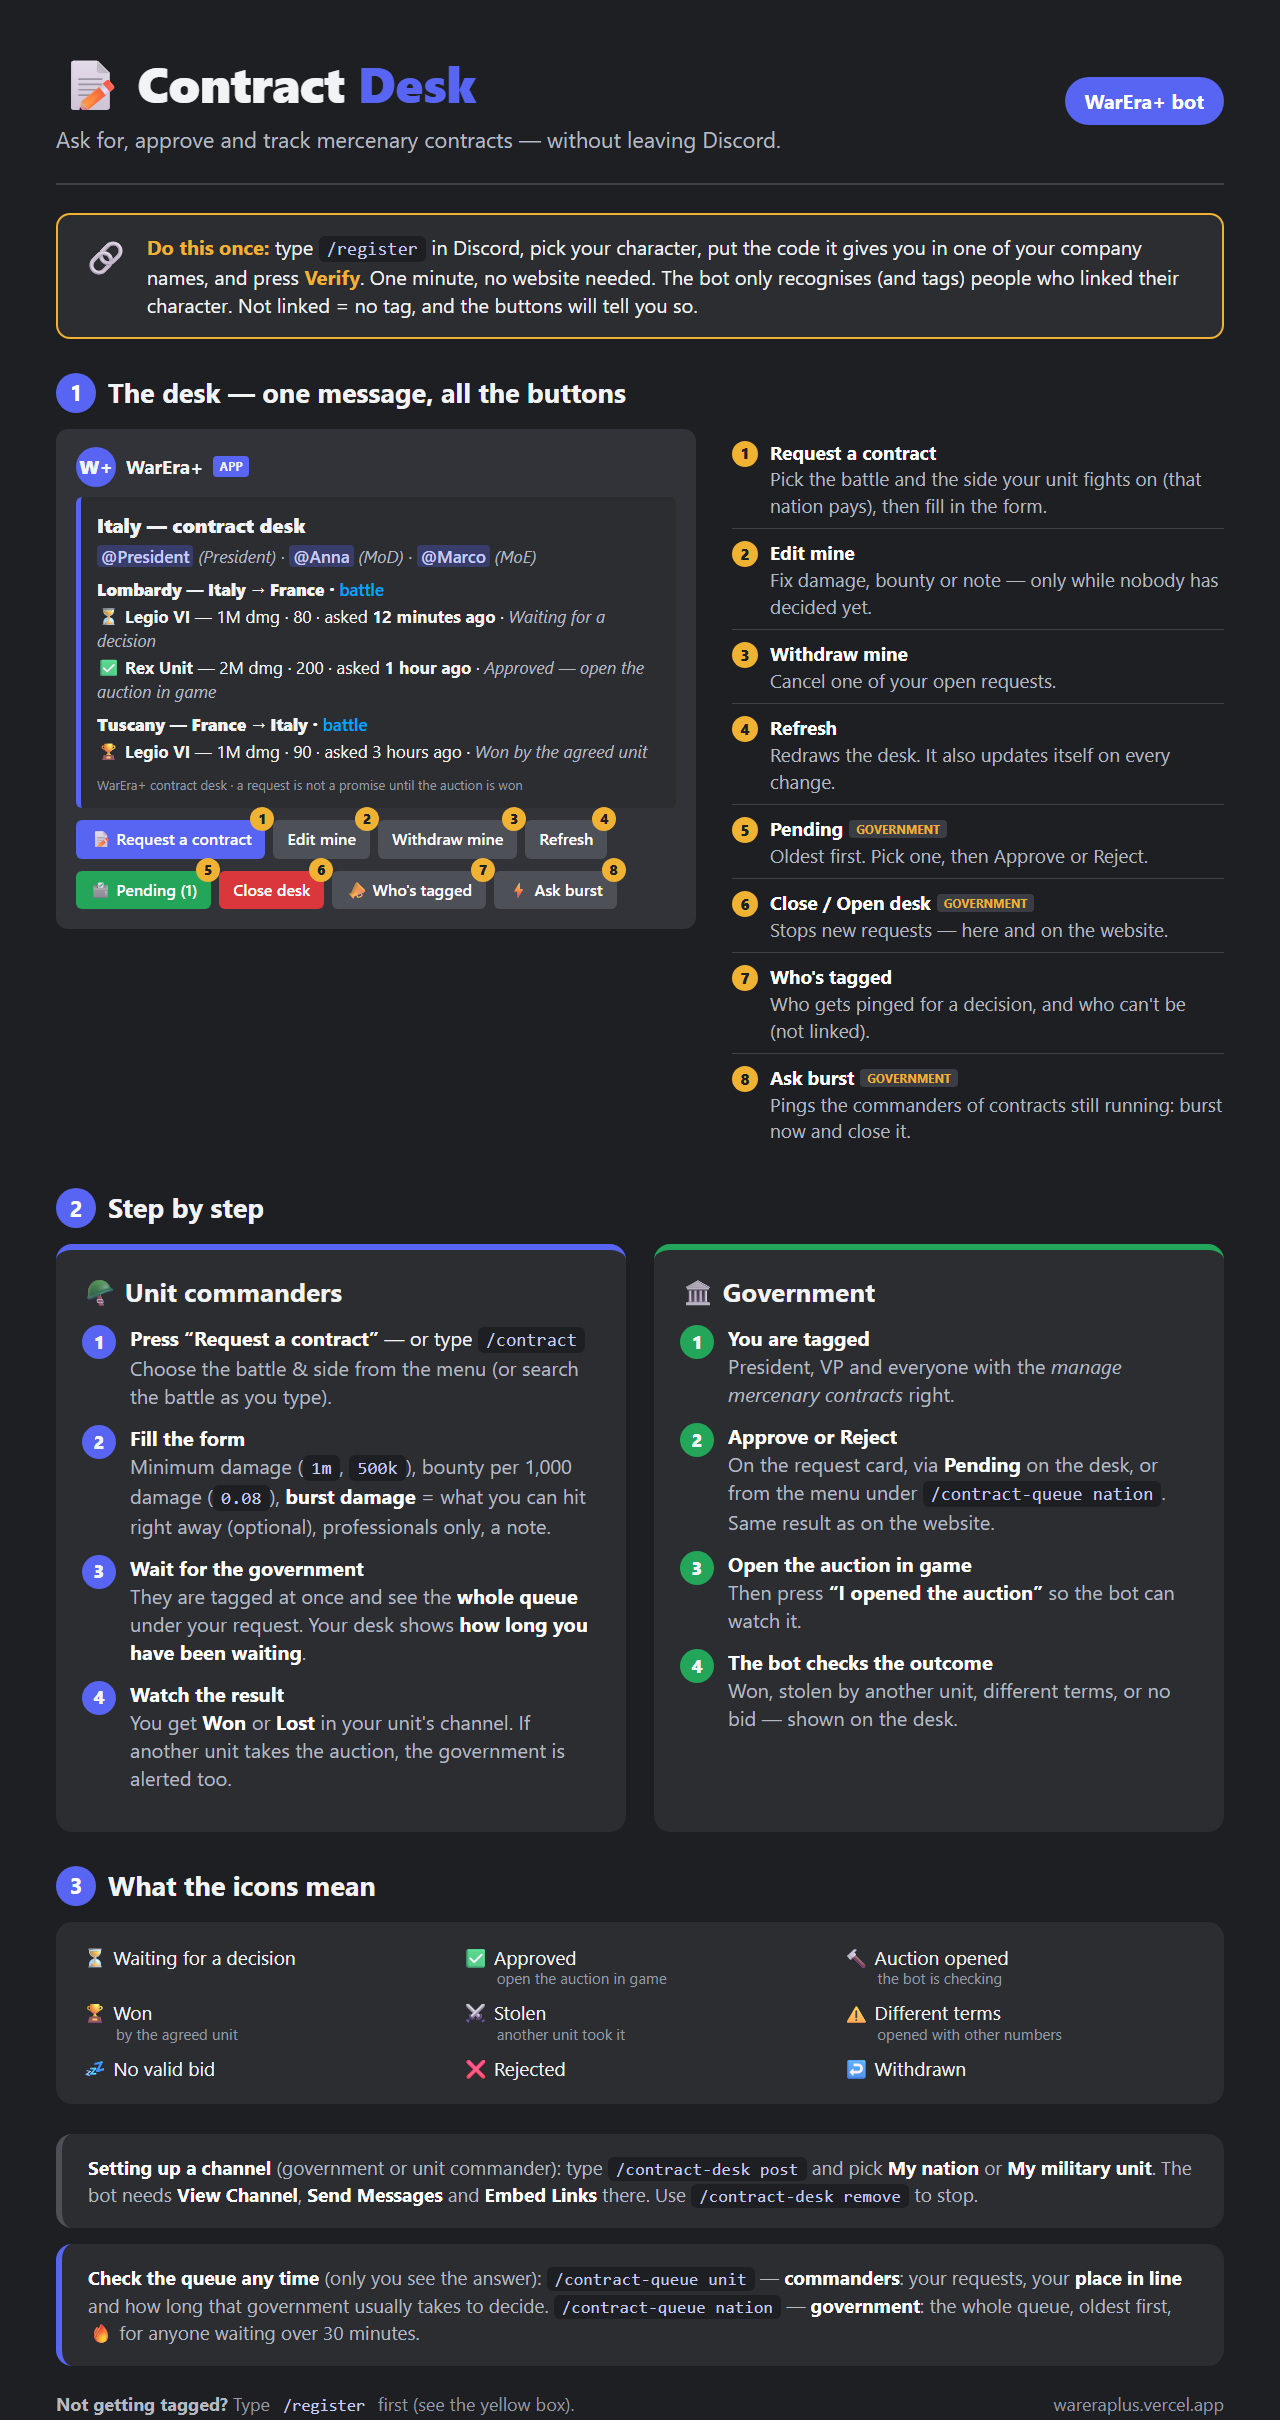 Contract Desk
WarEra+ bot
Ask for, approve and track mercenary contracts — without leaving Discord.
Do this once: type /register in Discord, pick your character, put the code it gives you in one of your company
names, and press Verify. One minute, no website needed. The bot only recognises (and tags) people who linked their
character. Not linked = no tag, and the buttons will tell you so.
1 The desk — one message, all the buttons
W+ WarEra+ APP
Italy — contract desk
@President (President) · @Anna (MoD) · @Marco (MoE)
Lombardy — Italy → France · battle
Legio VI — 1M dmg · 80 · asked 12 minutes ago · Waiting for a
decision
Rex Unit — 2M dmg · 200 · asked 1 hour ago · Approved — open the
auction in game
Tuscany — France → Italy · battle
Legio VI — 1M dmg · 90 · asked 3 hours ago · Won by the agreed unit
WarEra+ contract desk · a request is not a promise until the auction is won
1 2 3 4
Request a contract Edit mine Withdraw mine Refresh
5 6 7 8
Pending (1) Close desk Who's tagged Ask burst
1 Request a contract
Pick the battle and the side your unit fights on (that
nation pays), then fill in the form.
2 Edit mine
Fix damage, bounty or note — only while nobody has
decided yet.
3 Withdraw mine
Cancel one of your open requests.
4 Refresh
Redraws the desk. It also updates itself on every
change.
5 Pending GOVERNMENT
Oldest first. Pick one, then Approve or Reject.
6 Close / Open desk GOVERNMENT
Stops new requests — here and on the website.
7 Who's tagged
Who gets pinged for a decision, and who can't be
(not linked).
8 Ask burst GOVERNMENT
Pings the commanders of contracts still running: burst
now and close it.
2 Step by step
Unit commanders
1 Press “Request a contract” — or type /contract
Choose the battle & side from the menu (or search
the battle as you type).
2 Fill the form
Minimum damage ( 1m , 500k ), bounty per 1,000
damage ( 0.08 ), burst damage = what you can hit
right away (optional), professionals only, a note.
3 Wait for the government
They are tagged at once and see the whole queue
under your request. Your desk shows how long you
have been waiting.
4 Watch the result
You get Won or Lost in your unit's channel. If
another unit takes the auction, the government is
alerted too.
Government
1 You are tagged
President, VP and everyone with the manage
mercenary contracts right.
2 Approve or Reject
On the request card, via Pending on the desk, or
from the menu under /contract-queue nation .
Same result as on the website.
3 Open the auction in game
Then press “I opened the auction” so the bot can
watch it.
4 The bot checks the outcome
Won, stolen by another unit, different terms, or no
bid — shown on the desk.
3 What the icons mean
Waiting for a decision
Approved
open the auction in game
Auction opened
the bot is checking
Won
by the agreed unit
Stolen
another unit took it
Different terms
opened with other numbers
No valid bid
Rejected
Withdrawn
Setting up a channel (government or unit commander): type /contract-desk post and pick My nation or My military unit. The
bot needs View Channel, Send Messages and Embed Links there. Use /contract-desk remove to stop.
Check the queue any time (only you see the answer): /contract-queue unit — commanders: your requests, your place in line
and how long that government usually takes to decide. /contract-queue nation — government: the whole queue, oldest first,
for anyone waiting over 30 minutes.
Not getting tagged? Type /register first (see the yellow box).
wareraplus.vercel.app